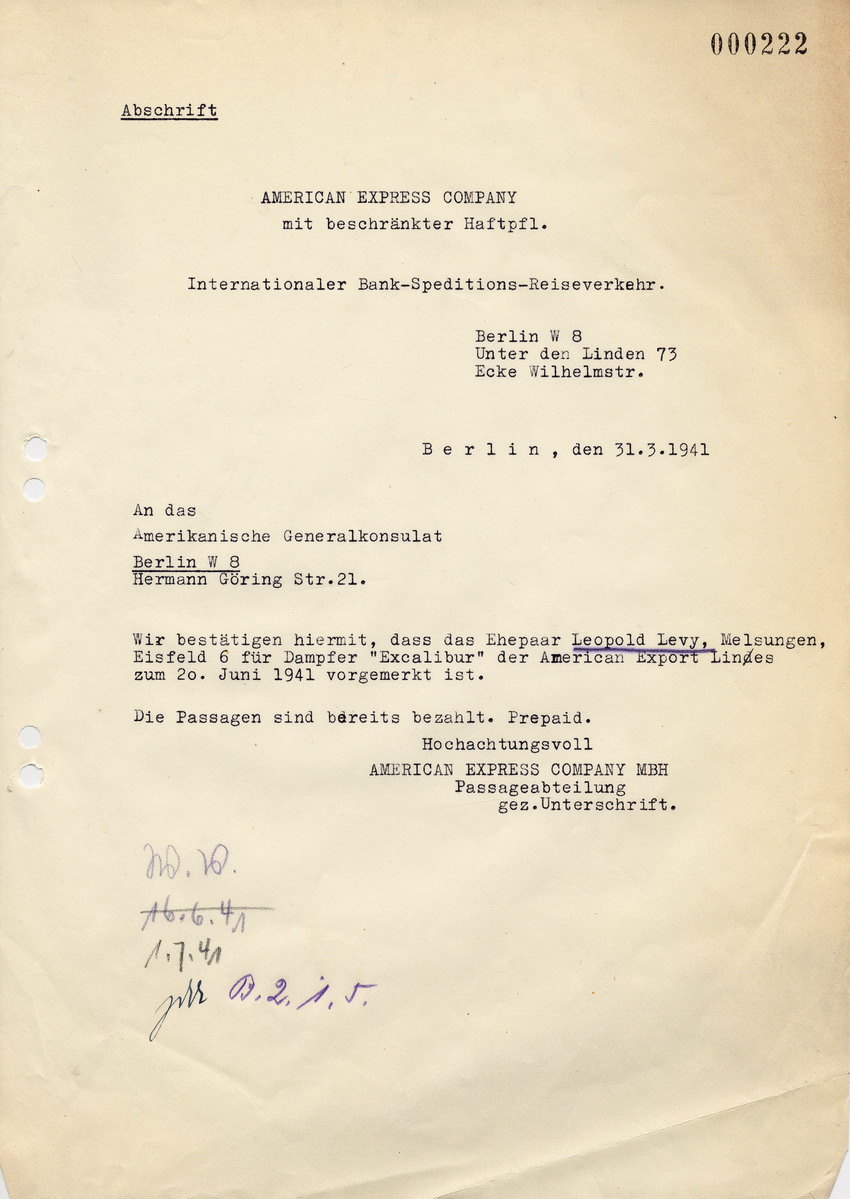 000222
Abschrift
AMERICAN EXPRESS COMPANY
mit beschränkter Haftpfl.
Internationaler Bank-Speditions-Reiseverkehr.
Berlin W 8
Unter den Linden 73
Ecke Wilhelmstr.
B e r l i n , den 31.3.1941
An das
Amerikanische Generalkonsulat
Berlin W 8
Hermann Göring Str.21.
Wir bestätigen hiermit, dass das Ehepaar Leopold Levy, Melsungen,
Eisfeld 6 für Dampfer "Excalibur" der American Export Lines
zum 2o. Juni 1941 vorgemerkt ist.
Die Passagen sind bereits bezahlt. Prepaid.
Hochachtungsvoll
AMERICAN EXPRESS COMPANY MBH
Passageabteilung
gez.Unterschrift.
16.6.41
1.7.41
B. 2. 1. 5.